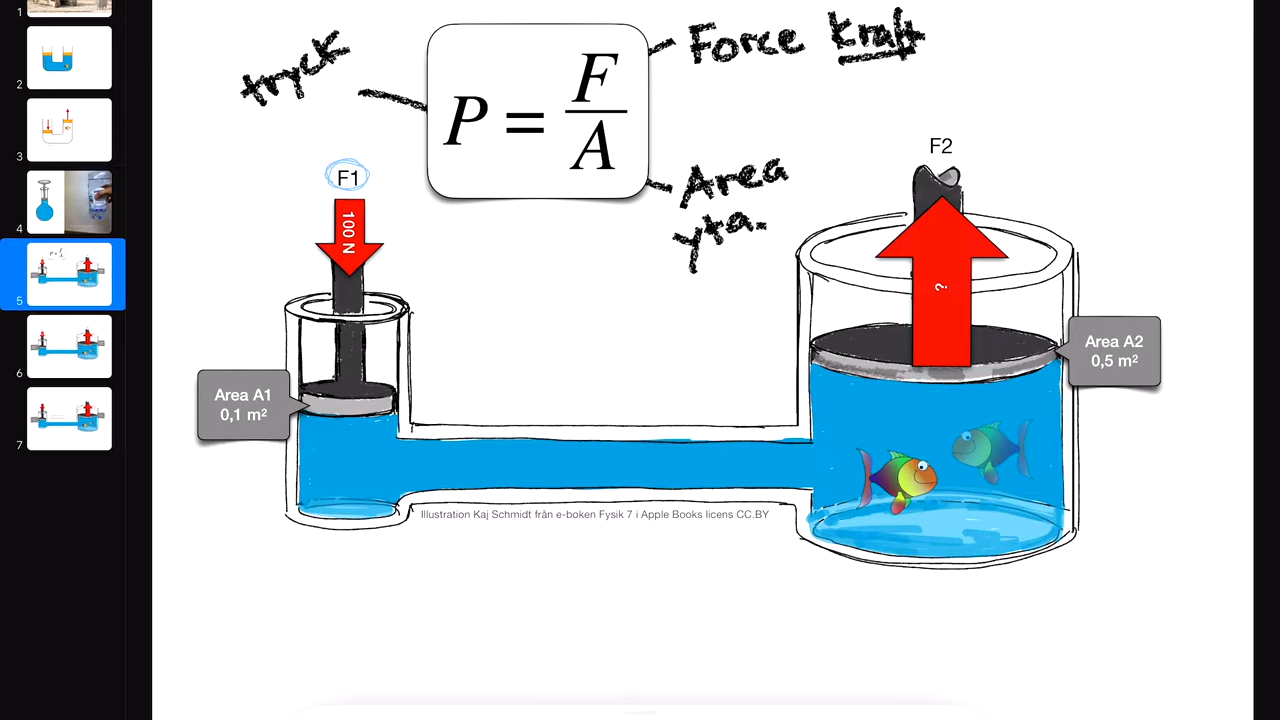 1
2
3
4
5
6
7
tryck
P = F/A
Force kraft
Area
yta.
F1
100 N
F2
?
Area A1
0,1 m²
Area A2
0,5 m²
Illustration Kaj Schmidt från e-boken Fysik 7 i Apple Books licens CC.BY